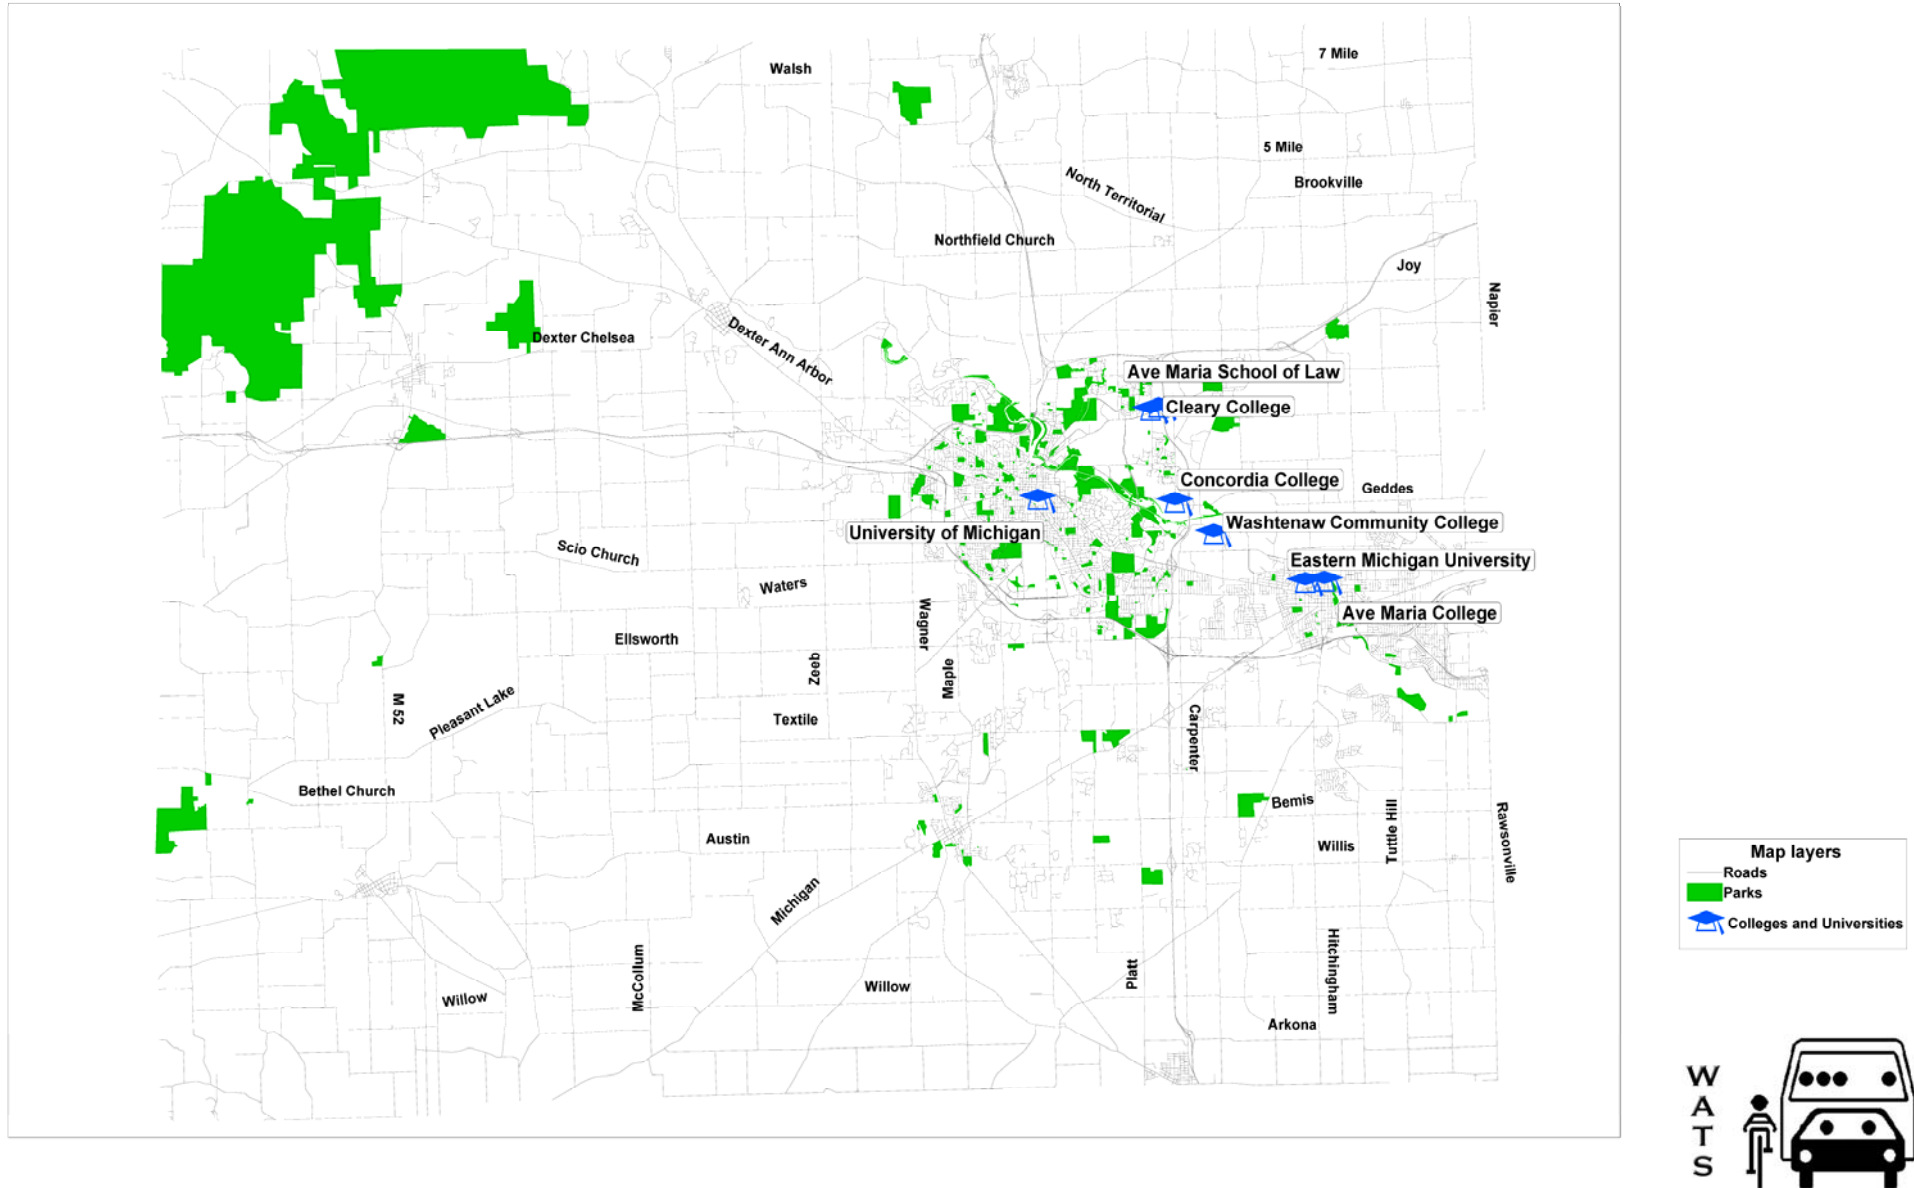 Walsh
7 Mile
5 Mile
Brookville
North Territorial
Northfield Church
Joy
Napier
Dexter Chelsea
Dexter Ann Arbor
Ave Maria School of Law
Cleary College
Concordia College
Geddes
Washtenaw Community College
University of Michigan
Scio Church
Eastern Michigan University
Waters
Ave Maria College
Wagner
Ellsworth
Zeeb
Maple
M 52
Pleasant Lake
Textile
Carpenter
Bethel Church
Bemis
Tuttle Hill
Rawsonville
Austin
Willis
Michigan
McCollum
Willow
Willow
Platt
Hitchingham
Arkona
Map layers
Roads
Parks
Colleges and Universities
W
A
T
S